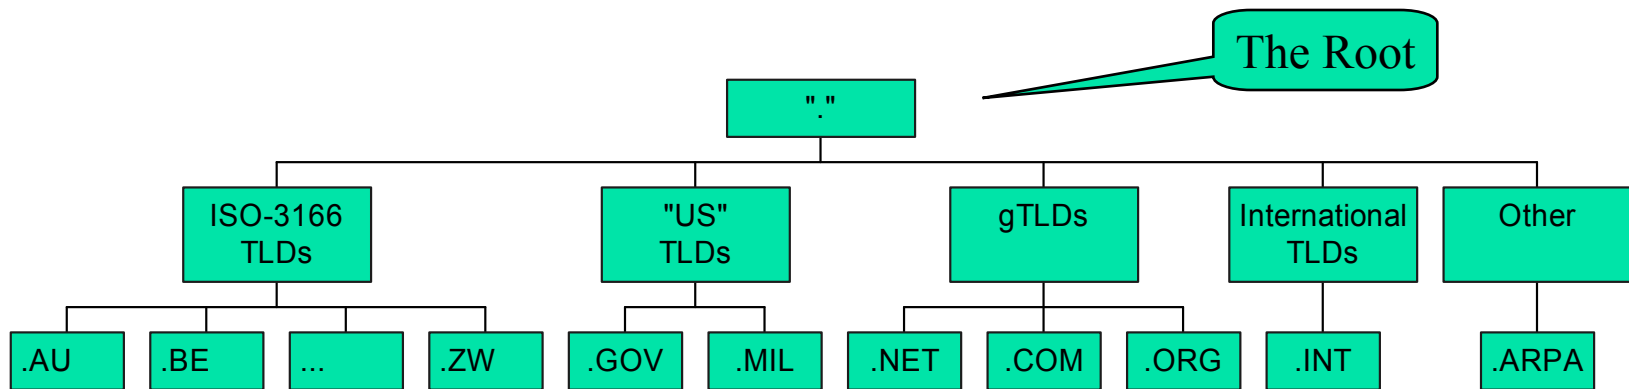 The Root
"."
ISO-3166
TLDs
"US"
TLDs
gTLDs
International
TLDs
Other
.AU
.BE
...
.ZW
.GOV
.MIL
.NET
.COM
.ORG
.INT
.ARPA